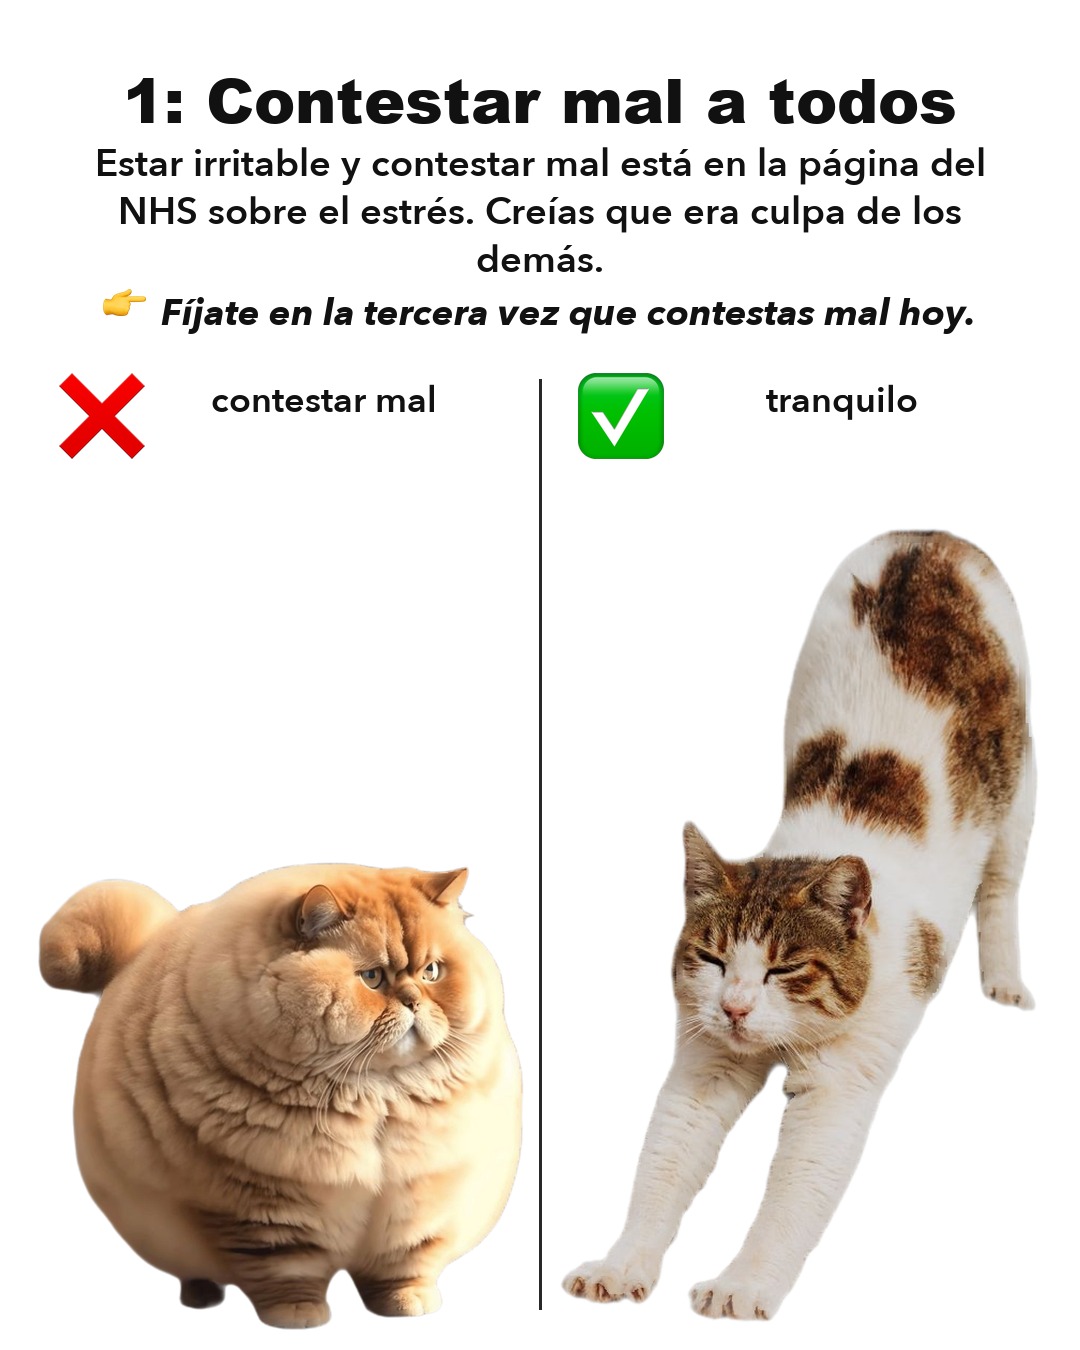 1: Contestar mal a todos
Estar irritable y contestar mal está en la página del
NHS sobre el estrés. Creías que era culpa de los
demás.
👉 Fíjate en la tercera vez que contestas mal hoy.
❌ contestar mal
✅ tranquilo